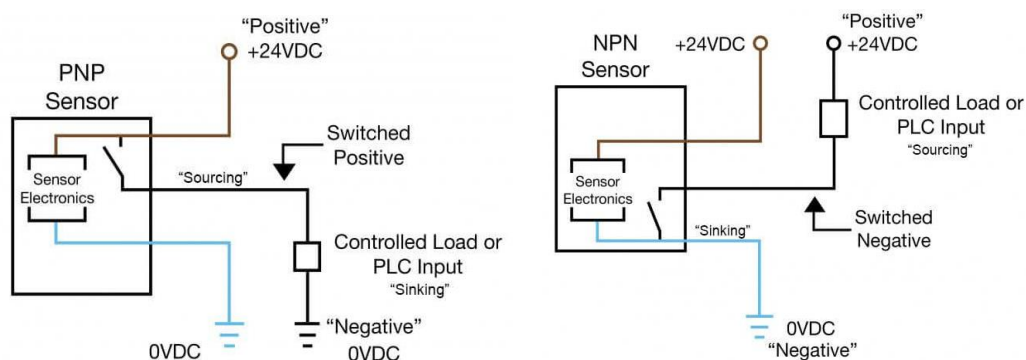 “Positive”
+24VDC
PNP
Sensor
Switched
Positive
“Sourcing”
Sensor
Electronics
Controlled Load or
PLC Input
“Sinking”
“Negative”
0VDC
0VDC
“Positive”
+24VDC
+24VDC
NPN
Sensor
Controlled Load or
PLC Input
“Sourcing”
Sensor
Electronics
“Sinking”
Switched
Negative
0VDC
“Negative”